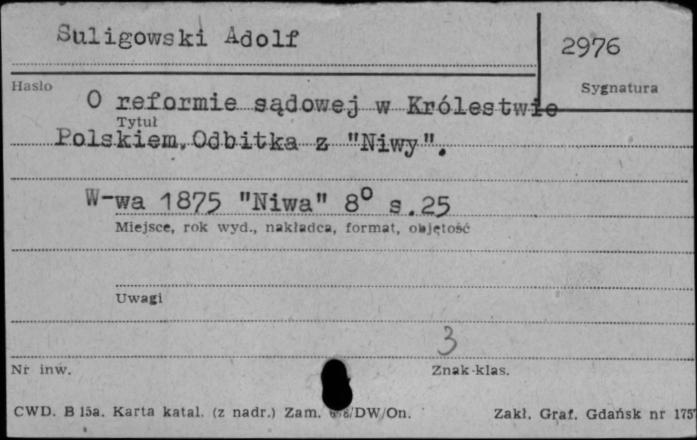 Suligowski Adolf
2976
Hasło
Sygnatura
O reformie sądowej w Królestwie
Tytuł
Polskiem. Odbitka z "Niwy".
W-wa 1875 "Niwa" 8° s.25
Miejsce, rok wyd., nakładca, format, objętość
Uwagi
3
Nr inw.
Znak klas.
CWD. B 15a. Karta katal. (z nadr.) Zam. /DW/On.
Zakł. Graf. Gdańsk nr 175